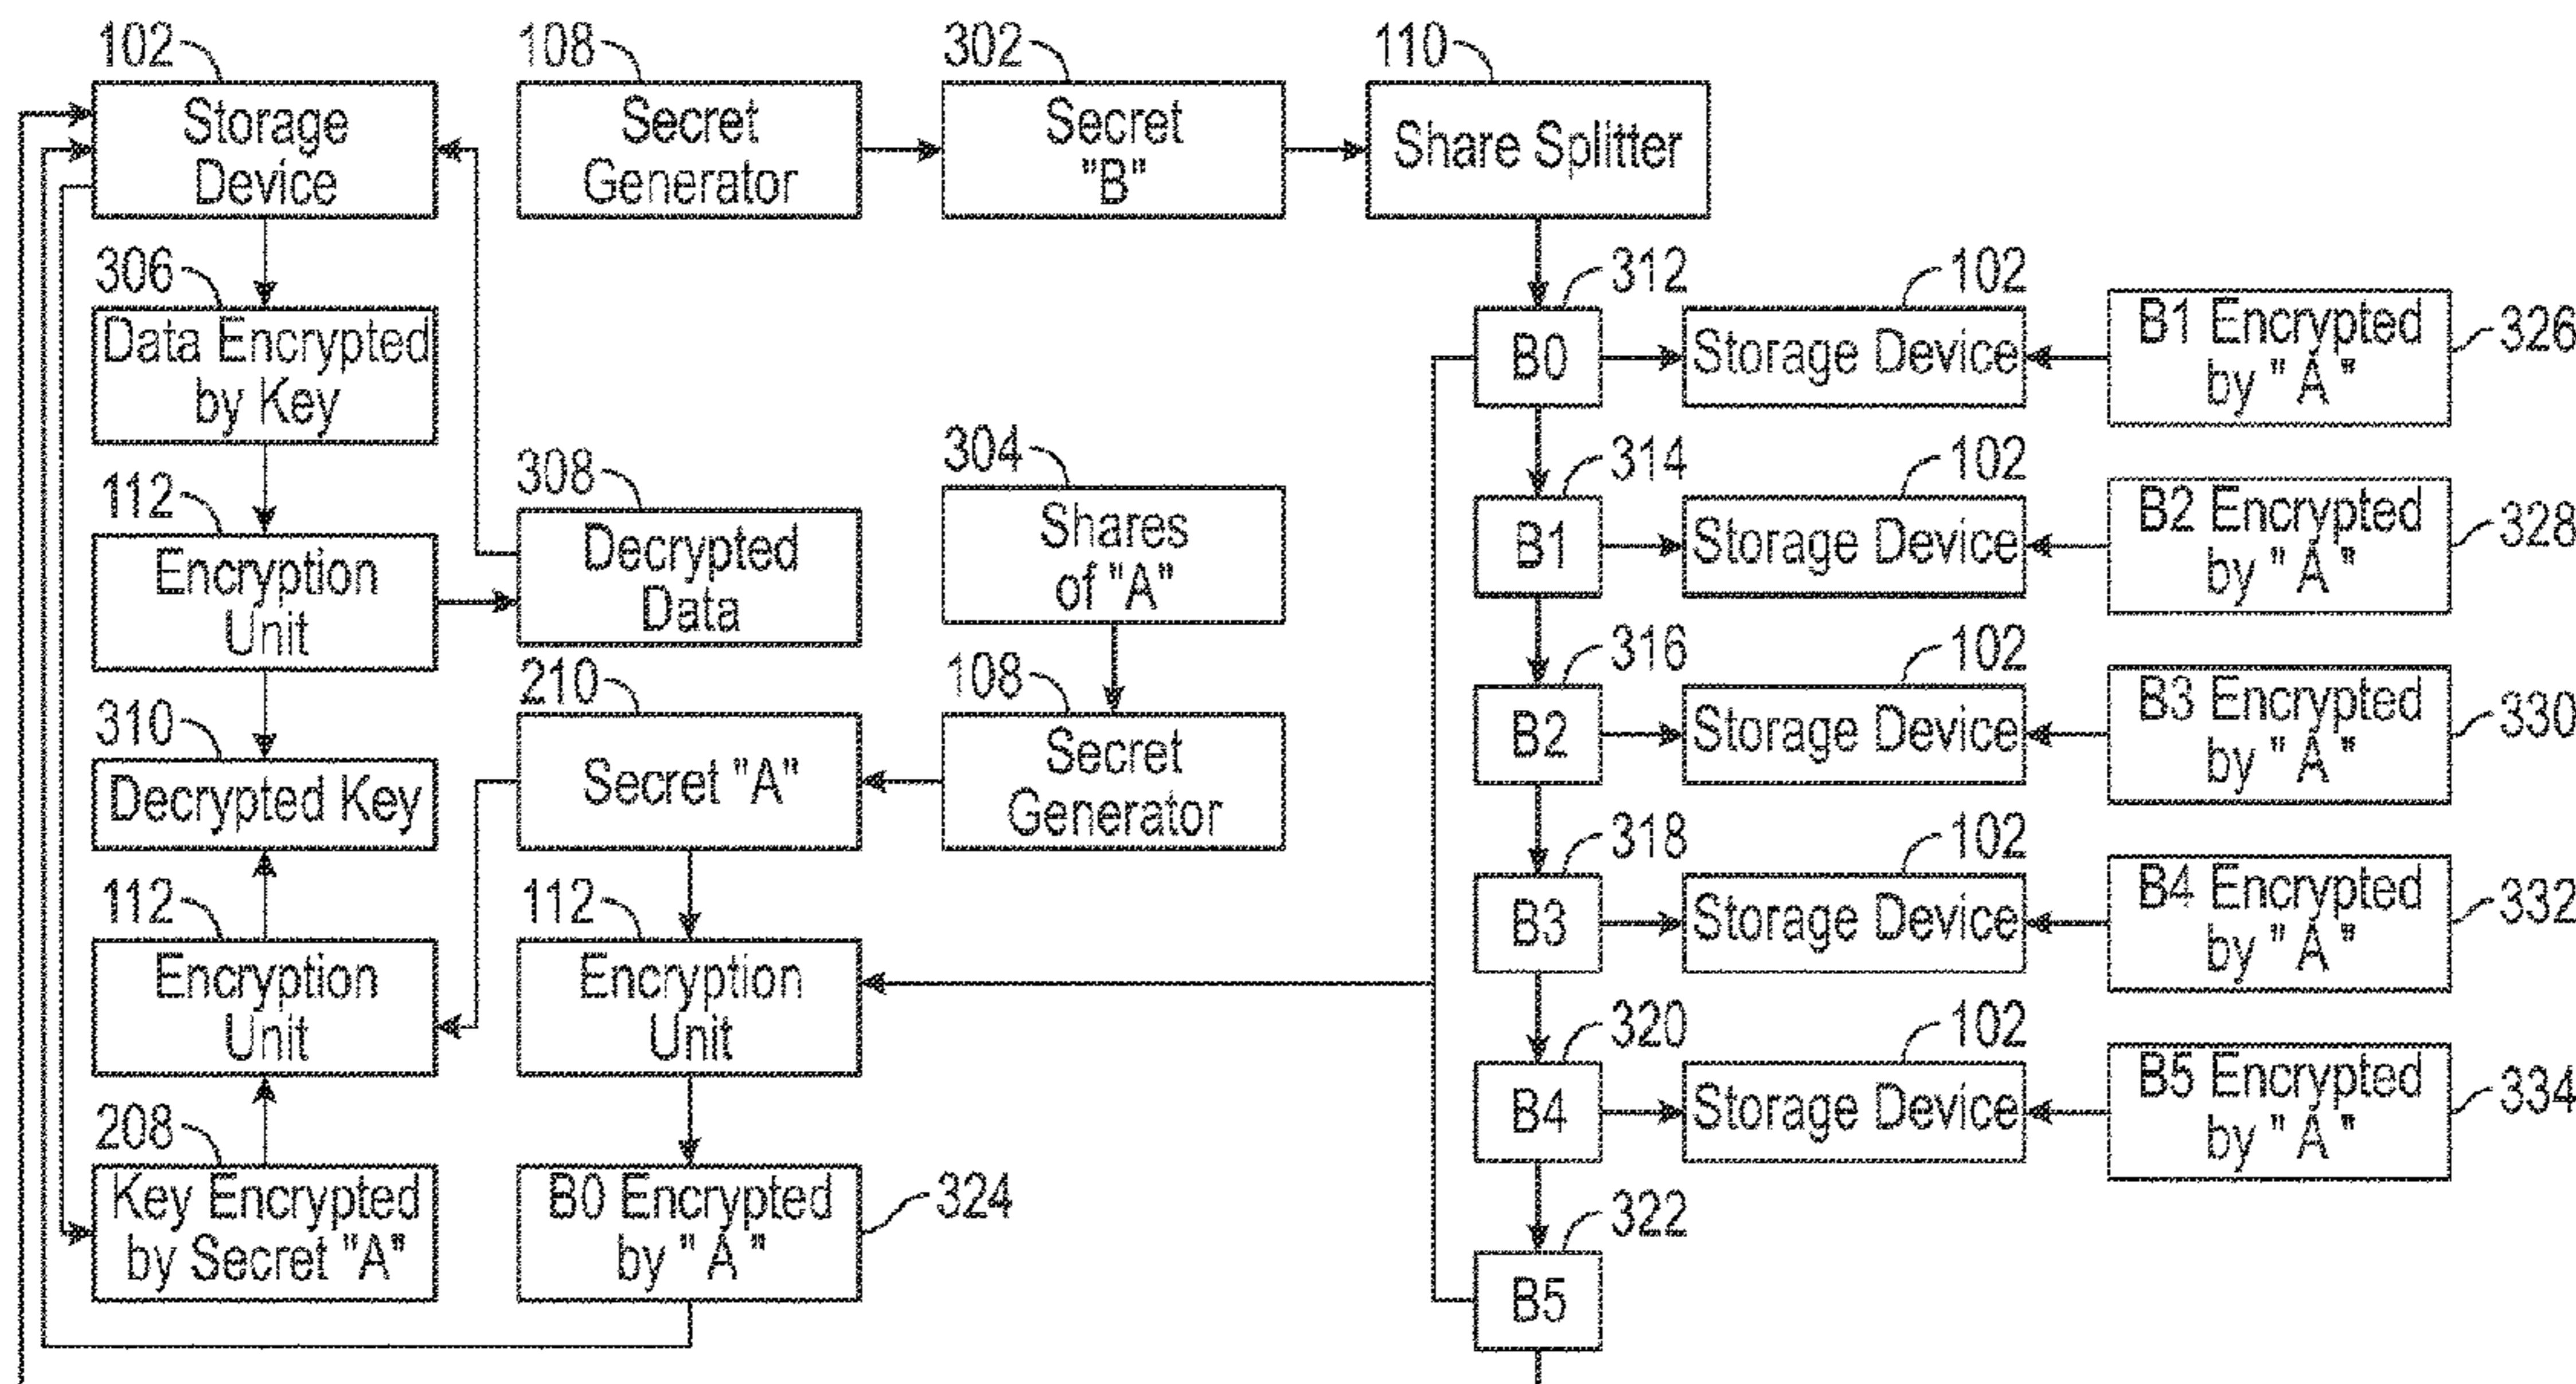 102
108
302
110
Storage
Device
Secret
Generator
Secret
"B"
Share Splitter
306
312
102
Data Encrypted
by Key
B0
Storage Device
B1 Encrypted
by " A "
326
112
308
304
314
102
Encryption
Unit
Decrypted
Data
Shares
of "A"
B1
Storage Device
B2 Encrypted
by " A "
328
310
210
108
316
102
Decrypted Key
Secret "A"
Secret
Generator
B2
Storage Device
B3 Encrypted
by " A "
330
318
102
B3
Storage Device
B4 Encrypted
by " A "
332
112
112
Encryption
Unit
Encryption
Unit
320
102
B4
Storage Device
B5 Encrypted
by " A "
334
208
Key Encrypted
by Secret "A"
B0 Encrypted
by " A "
324
322
B5